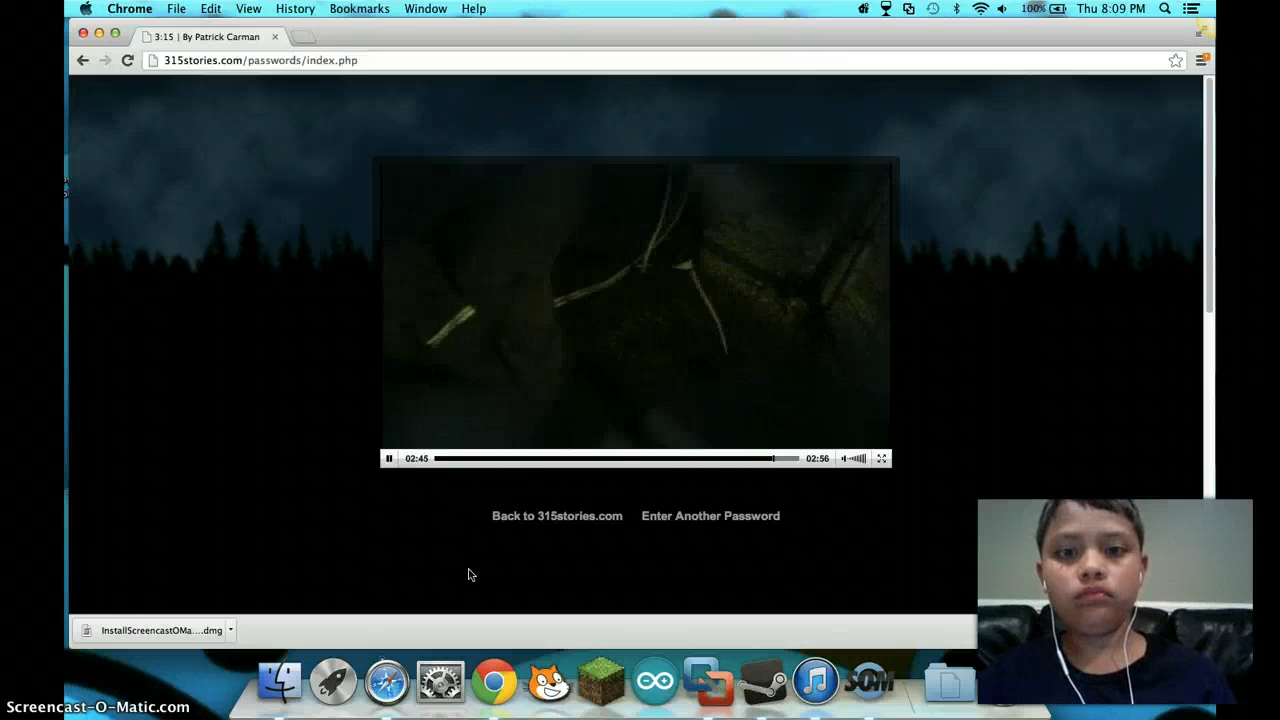 Chrome File Edit View History Bookmarks Window Help 100% Thu 8:09 PM
3:15 | By Patrick Carman
315stories.com/passwords/index.php
02:45 02:56
Back to 315stories.com Enter Another Password
InstallScreencastOMa....dmg
SOM
Screencast-O-Matic.com